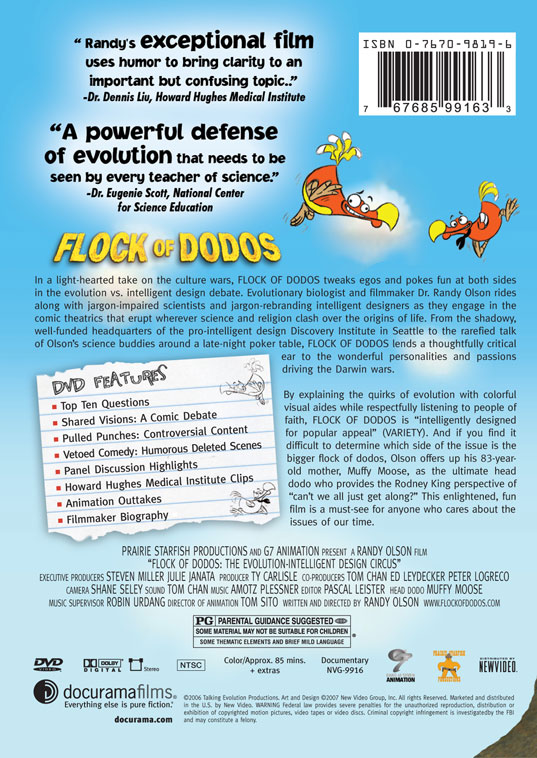 “ Randy's exceptional film
uses humor to bring clarity to an
important but confusing topic..”
-Dr. Dennis Liu, Howard Hughes Medical Institute
ISBN 0-7670-9819-6
7 67685 99163 3
“A powerful defense
of evolution that needs to be
seen by every teacher of science.”
-Dr. Eugenie Scott, National Center
for Science Education
FLOCK OF DODOS
In a light-hearted take on the culture wars, FLOCK OF DODOS tweaks egos and pokes fun at both sides
in the evolution vs. intelligent design debate. Evolutionary biologist and filmmaker Dr. Randy Olson rides
along with jargon-impaired scientists and jargon-rebranding intelligent designers as they engage in the
comic theatrics that erupt wherever science and religion clash over the origins of life. From the shadowy,
well-funded headquarters of the pro-intelligent design Discovery Institute in Seattle to the rarefied talk
of Olson's science buddies around a late-night poker table, FLOCK OF DODOS lends a thoughtfully critical
ear to the wonderful personalities and passions
driving the Darwin wars.
By explaining the quirks of evolution with colorful
visual aides while respectfully listening to people of
faith, FLOCK OF DODOS is “intelligently designed
for popular appeal” (VARIETY). And if you find it
difficult to determine which side of the issue is the
bigger flock of dodos, Olson offers up his 83-year-
old mother, Muffy Moose, as the ultimate head
dodo who provides the Rodney King perspective of
“can't we all just get along?” This enlightened, fun
film is a must-see for anyone who cares about the
issues of our time.
DVD FEATURES
Top Ten Questions
Shared Visions: A Comic Debate
Pulled Punches: Controversial Content
Vetoed Comedy: Humorous Deleted Scenes
Panel Discussion Highlights
Howard Hughes Medical Institute Clips
Animation Outtakes
Filmmaker Biography
PRAIRIE STARFISH PRODUCTIONS AND G7 ANIMATION PRESENT A RANDY OLSON FILM
“FLOCK OF DODOS: THE EVOLUTION-INTELLIGENT DESIGN CIRCUS”
EXECUTIVE PRODUCERS STEVEN MILLER JULIE JANATA PRODUCER TY CARLISLE CO-PRODUCERS TOM CHAN ED LEYDECKER PETER LOGRECO
CAMERA SHANE SELEY SOUND TOM CHAN MUSIC AMOTZ PLESSNER EDITOR PASCAL LEISTER HEAD DODO MUFFY MOOSE
MUSIC SUPERVISOR ROBIN URDANG DIRECTOR OF ANIMATION TOM SITO WRITTEN AND DIRECTED BY RANDY OLSON WWW.FLOCKOFDODOS.COM
PG PARENTAL GUIDANCE SUGGESTED
SOME MATERIAL MAY NOT BE SUITABLE FOR CHILDREN ®
SOME THEMATIC ELEMENTS AND BRIEF MILD LANGUAGE
DVD VIDEO
DOLBY DIGITAL
Stereo
NTSC
Color/Approx. 85 mins.
+ extras
Documentary
NVG-9916
ANIMATION
PRAIRIE STARFISH
PRODUCTIONS
DISTRIBUTED BY
NEWVIDEO.
docuramafilms®
Everything else is pure fiction.™
docurama.com
©2006 Talking Evolution Productions. Art and Design ©2007 New Video Group, Inc. All rights Reserved. Marketed and distributed
in the U.S. by New Video. WARNING Federal law provides severe penalties for the unauthorized reproduction, distribution or
exhibition of copyrighted motion pictures, video tapes or video discs. Criminal copyright infringement is investigated by the FBI
and may constitute a felony.